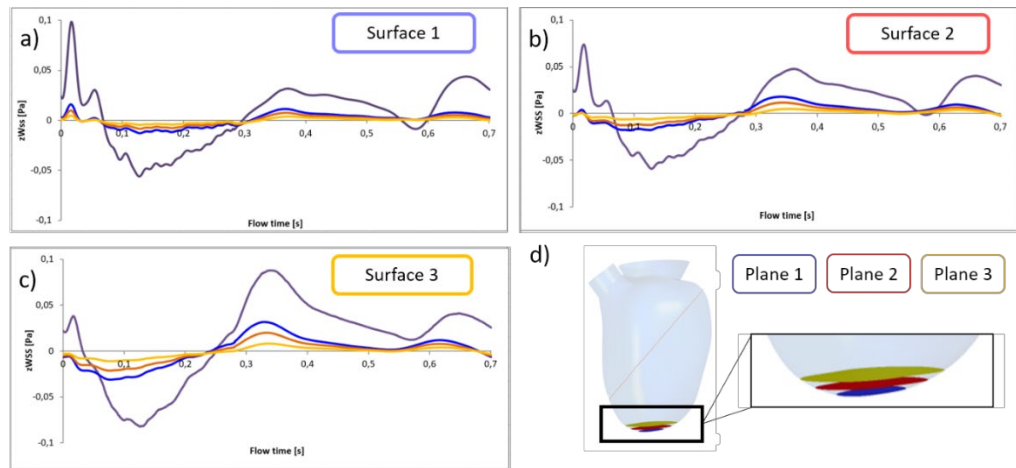 a)
Surface 1
0,1
0,05
0
-0,05
-0,1
zWss [Pa]
0 0,1 0,2 0,3 0,4 0,5 0,6 0,7
Flow time [s]
b)
Surface 2
0,1
0,05
0
-0,05
-0,1
zWSS [Pa]
0 0,1 0,2 0,3 0,4 0,5 0,6 0,7
Flow time [s]
c)
Surface 3
0,1
0,05
0
-0,05
-0,1
zWSS [Pa]
0 0,1 0,2 0,3 0,4 0,5 0,6 0,7
Flow time [s]
d)
Plane 1 Plane 2 Plane 3